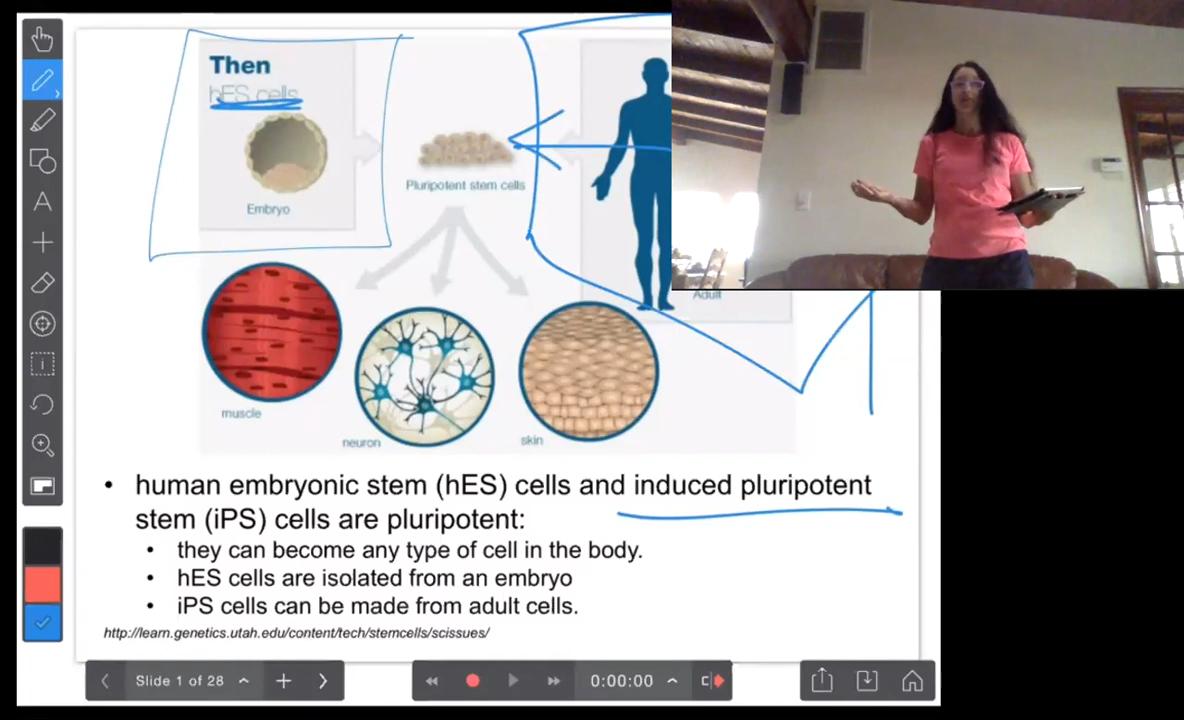 Then
hES cells
Embryo
Pluripotent stem cells
Adult
muscle
neuron
skin
• human embryonic stem (hES) cells and induced pluripotent
stem (iPS) cells are pluripotent:
• they can become any type of cell in the body.
• hES cells are isolated from an embryo
• iPS cells can be made from adult cells.
http://learn.genetics.utah.edu/content/tech/stemcells/scissues/
Slide 1 of 28
0:00:00